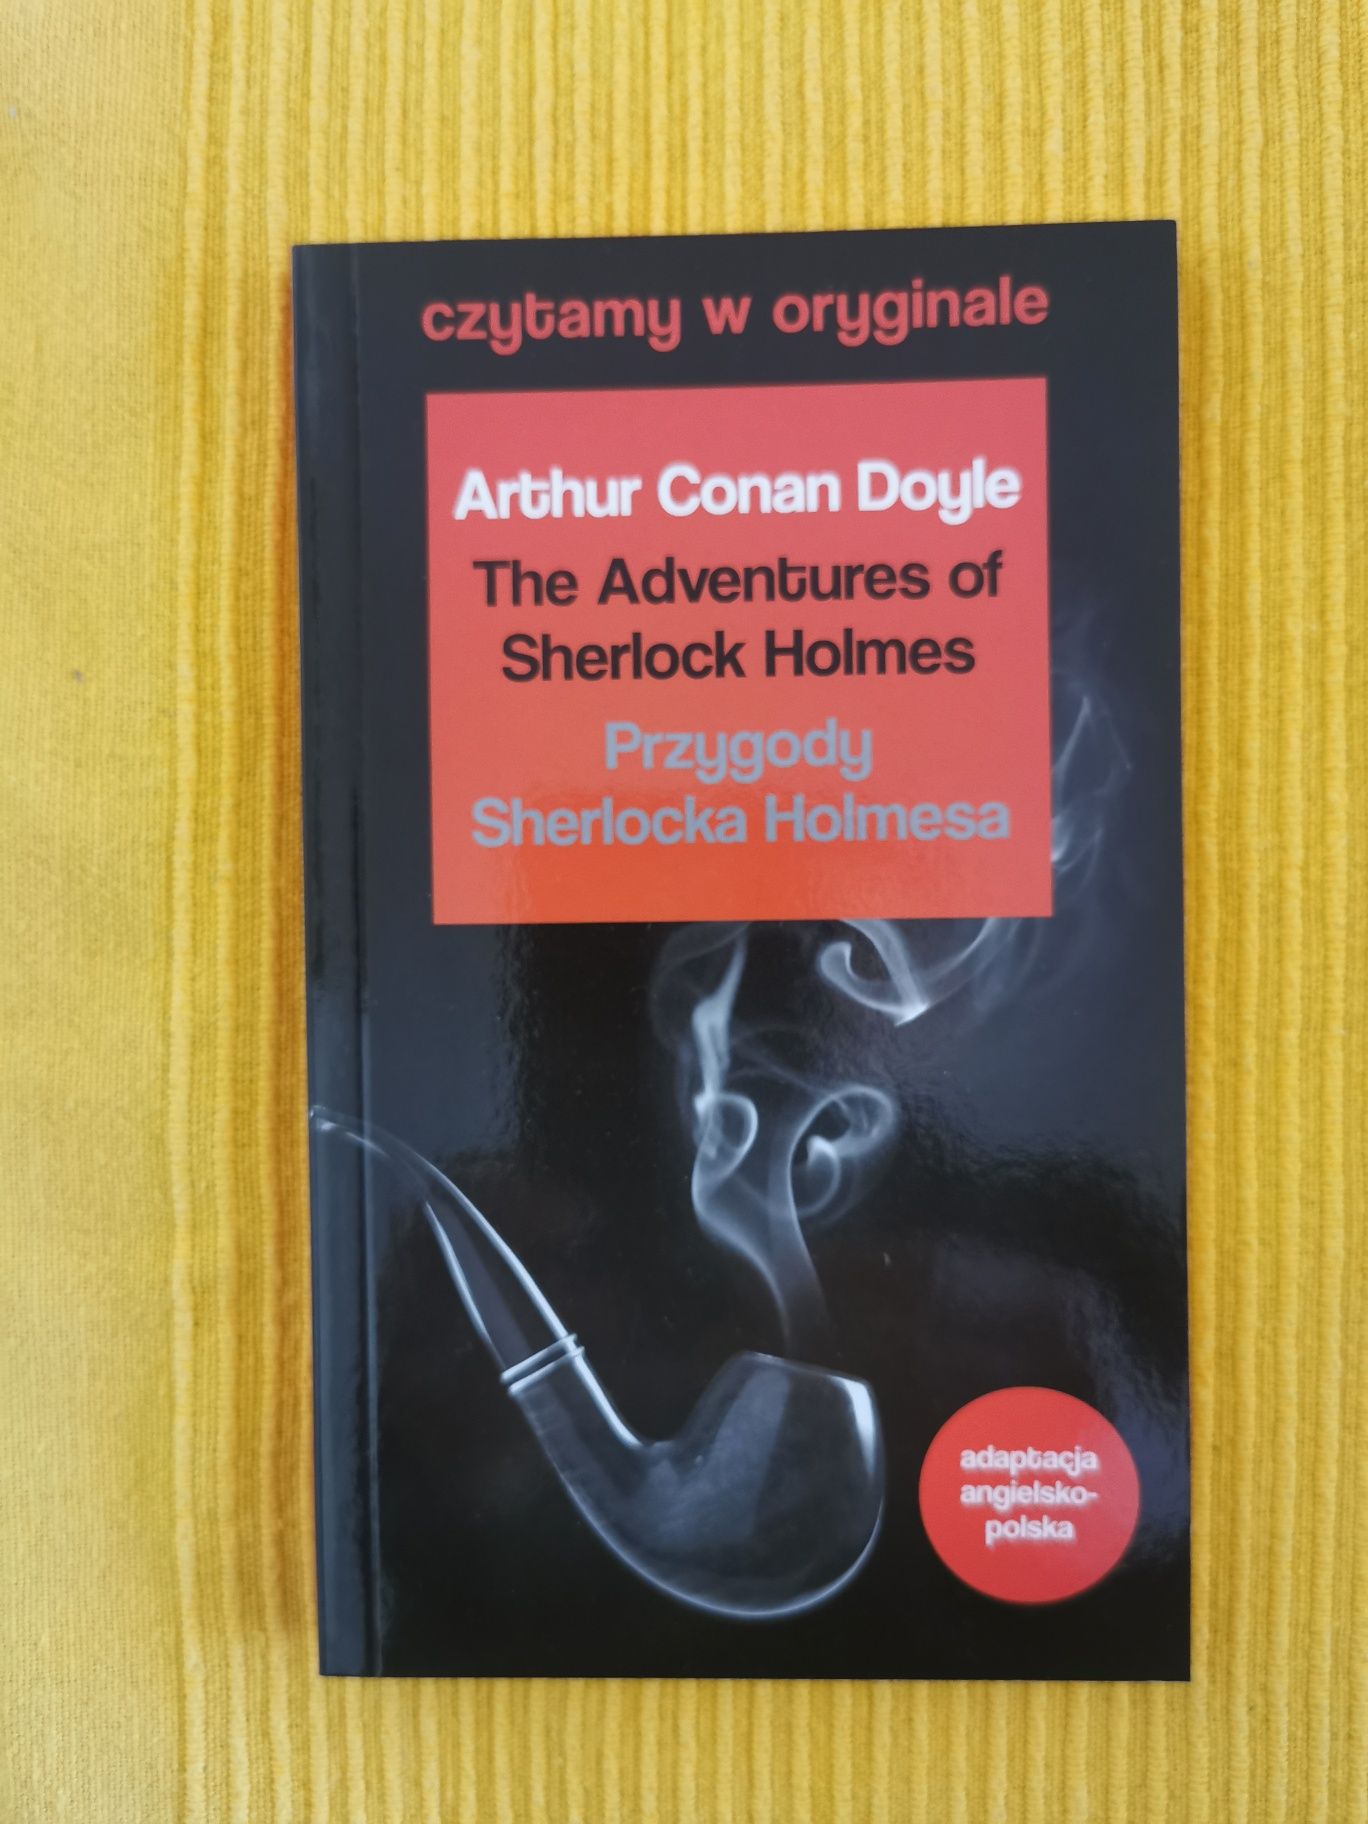 czytamy w oryginale
Arthur Conan Doyle
The Adventures of
Sherlock Holmes
Przygody
Sherlocka Holmesa
adaptacja
angielsko-
polska